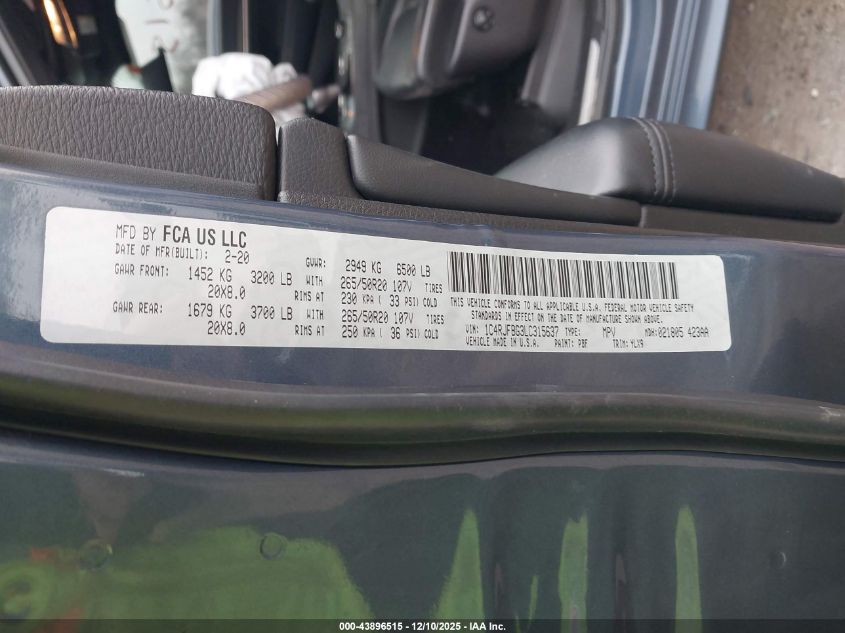 MFD BY FCA US LLC
DATE OF MFR(BUILT): 2-20
GVWR: 2949 KG 6500 LB
GAWR FRONT: 1452 KG 3200 LB WITH 265/50R20 107V TIRES
20X8.0 RIMS AT 230 KPA ( 33 PSI) COLD
GAWR REAR: 1679 KG 3700 LB WITH 265/50R20 107V TIRES
20X8.0 RIMS AT 250 KPA ( 36 PSI) COLD
THIS VEHICLE CONFORMS TO ALL APPLICABLE U.S.A. FEDERAL MOTOR VEHICLE SAFETY
STANDARDS IN EFFECT ON THE DATE OF MANUFACTURE SHOWN ABOVE.
VIN: 1C4RJFBG3LC315637 TYPE: MPV MDH:021805 423AA
VEHICLE MADE IN U.S.A. PAINT: PBF TRIM:YLX9
000-43896515 - 12/10/2025 - IAA Inc.